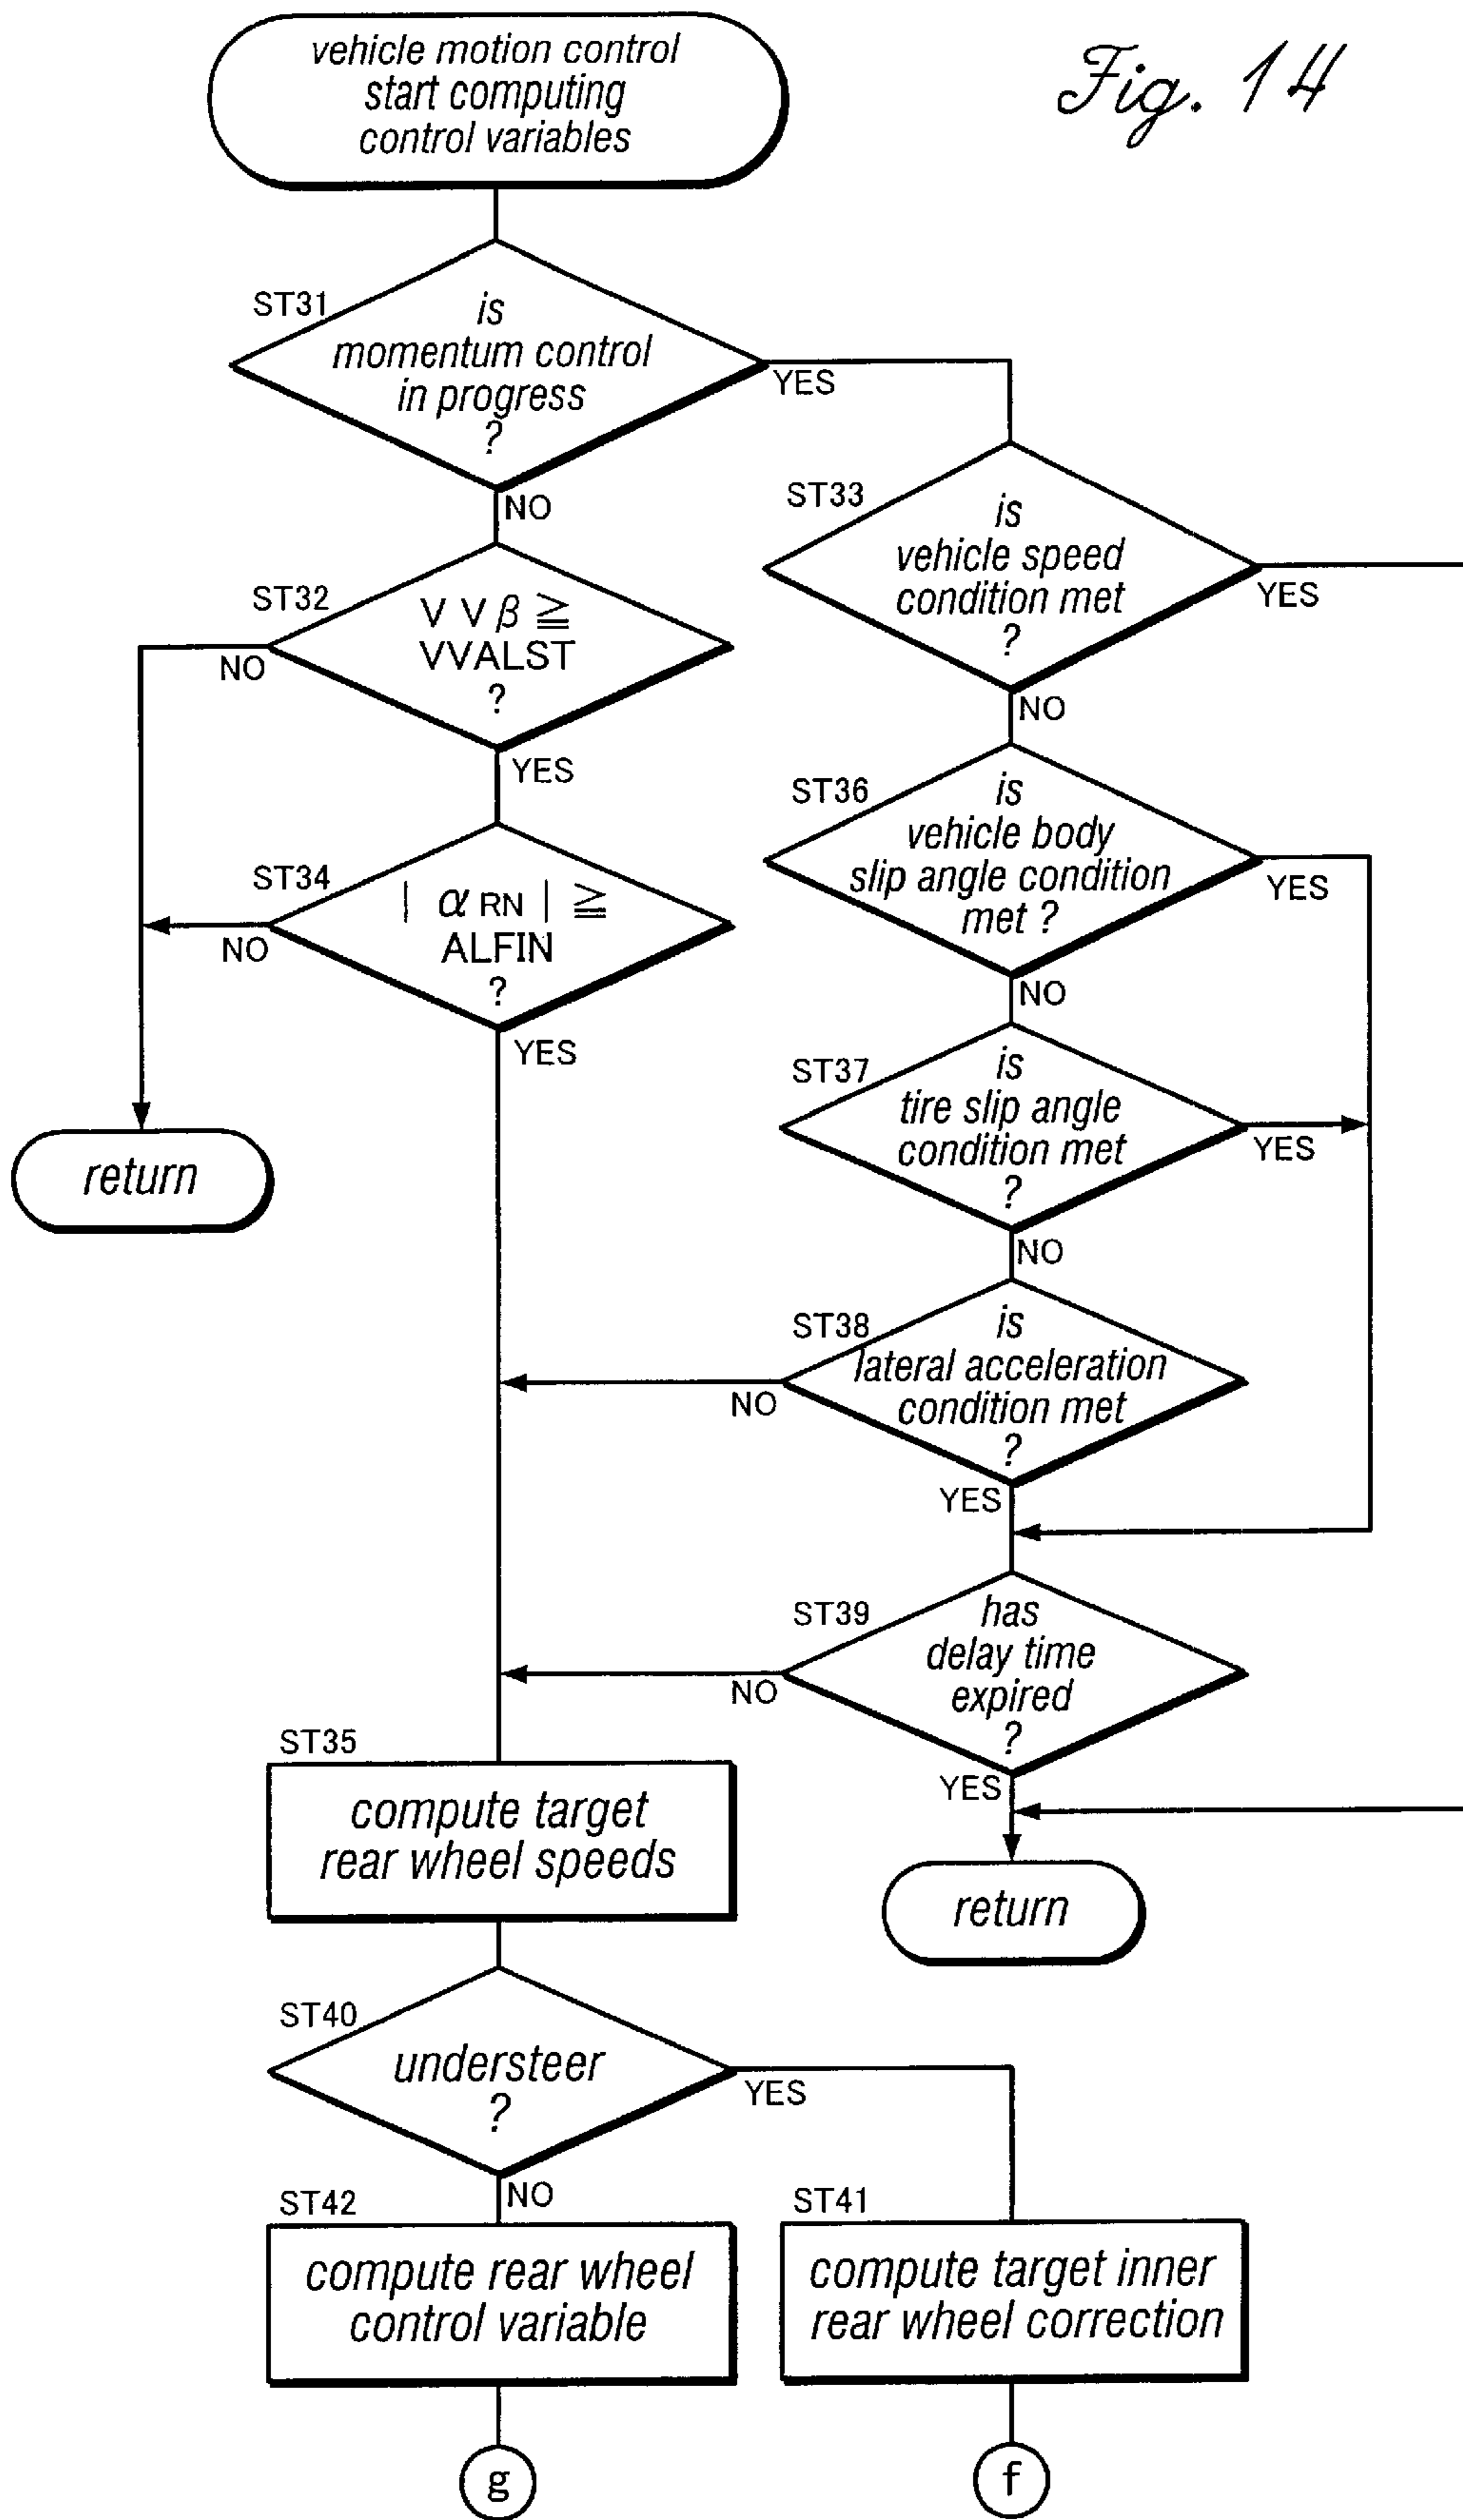 vehicle motion control
start computing
control variables
Fig. 14
ST31
is
momentum control
in progress
?
YES
NO
ST32
V V β ≧
VVALST
?
NO
YES
ST34
| α RN | ≧
ALFIN
?
NO
YES
return
ST33
is
vehicle speed
condition met
?
YES
NO
ST36
is
vehicle body
slip angle condition
met ?
YES
NO
ST37
is
tire slip angle
condition met
?
YES
NO
ST38
is
lateral acceleration
condition met
?
NO
YES
ST39
has
delay time
expired
?
NO
YES
return
ST35
compute target
rear wheel speeds
ST40
understeer
?
YES
NO
ST42
compute rear wheel
control variable
ST41
compute target inner
rear wheel correction
g
f